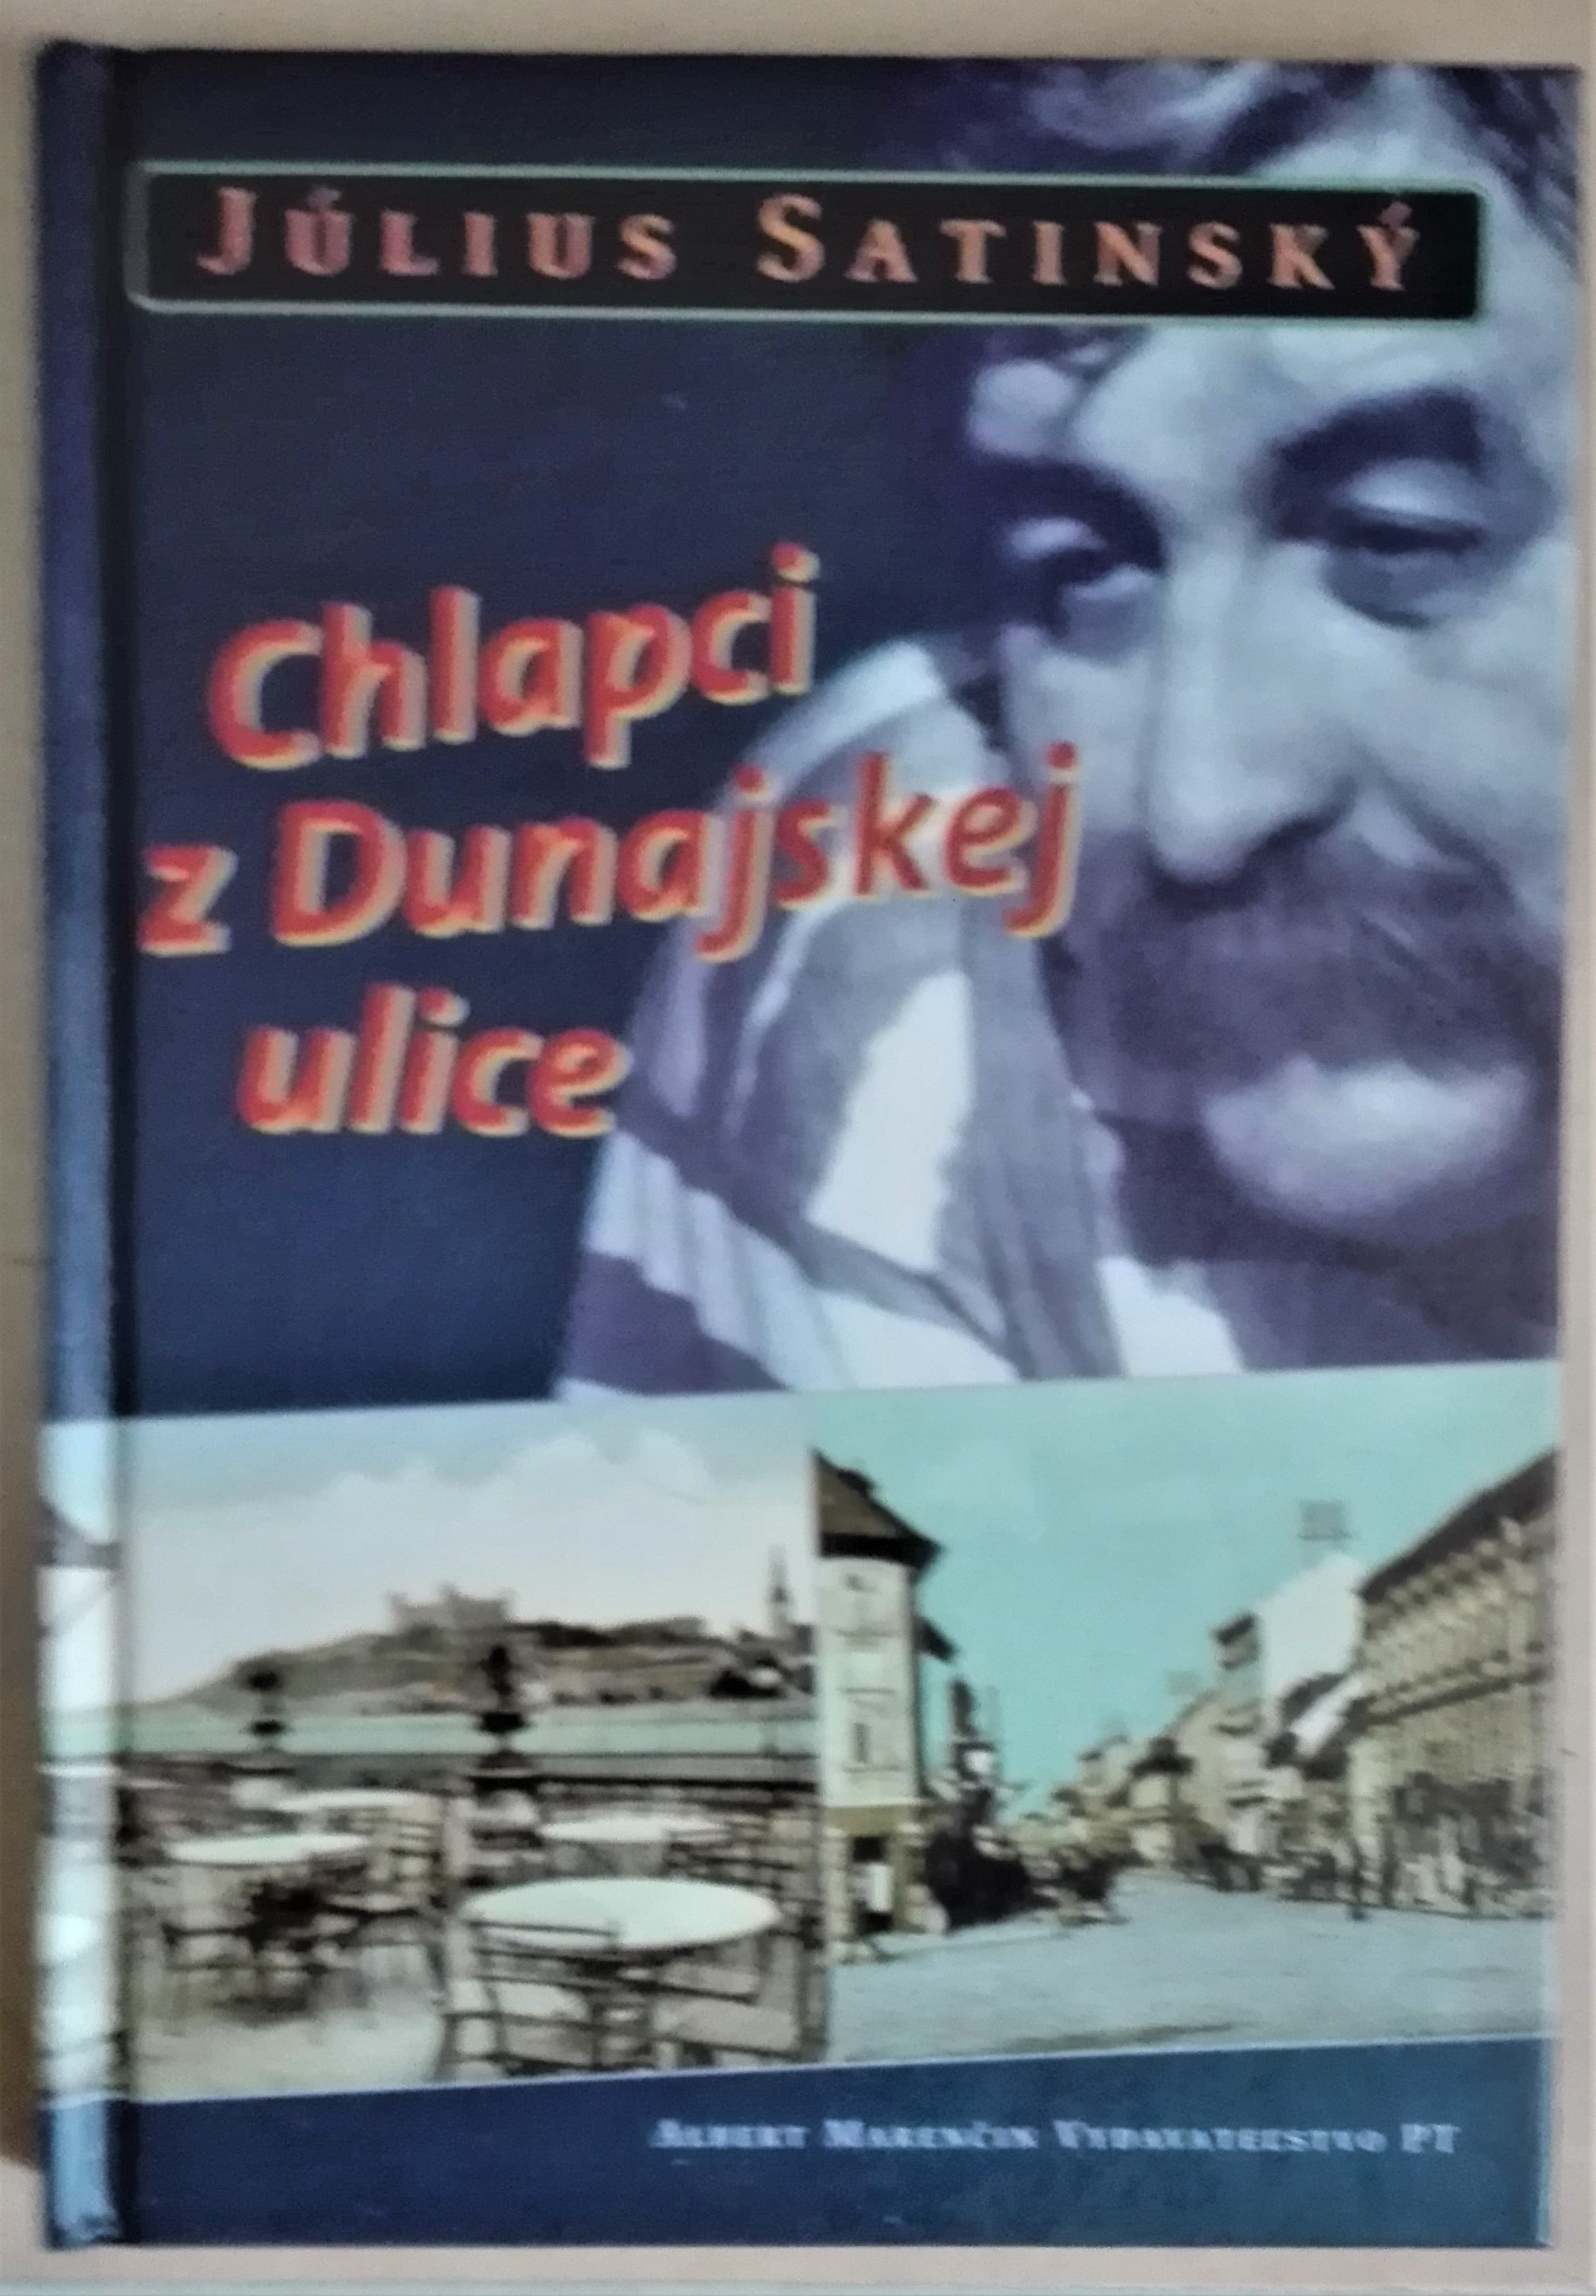 JÚLIUS SATINSKÝ
Chlapci
z Dunajskej
ulice
ALBERT MARENČIN VYDAVATEĽSTVO PT